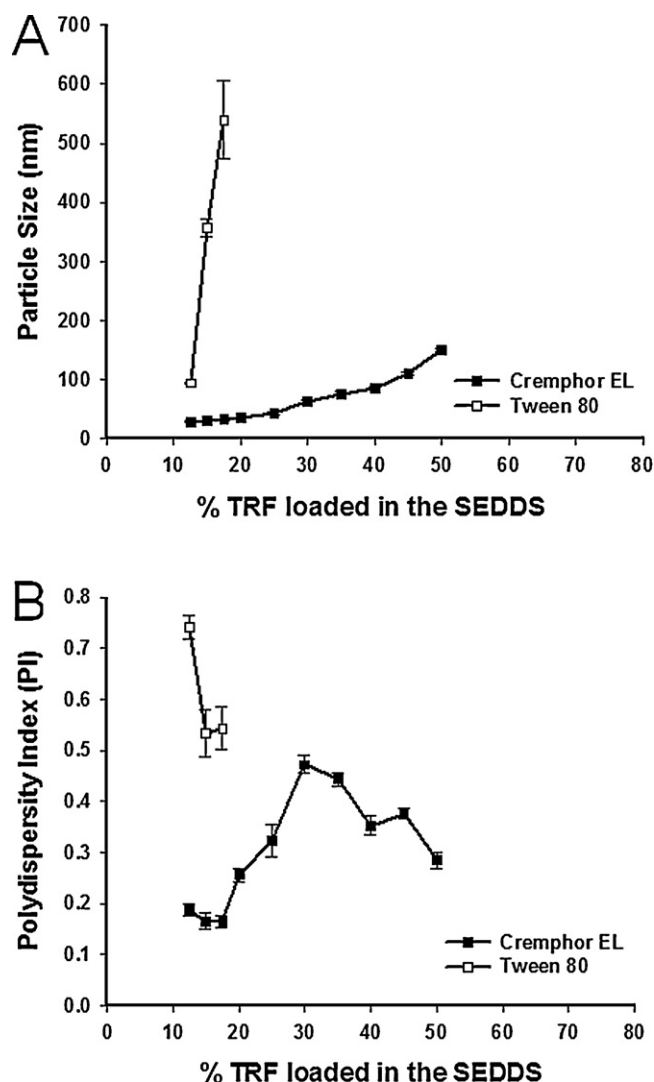 A
700
600
500
400
300
200
100
0
Particle Size (nm)
Cremphor EL
Tween 80
0 10 20 30 40 50 60 70 80
% TRF loaded in the SEDDS
B
0.8
0.7
0.6
0.5
0.4
0.3
0.2
0.1
0.0
Polydispersity Index (PI)
Cremphor EL
Tween 80
0 10 20 30 40 50 60 70 80
% TRF loaded in the SEDDS